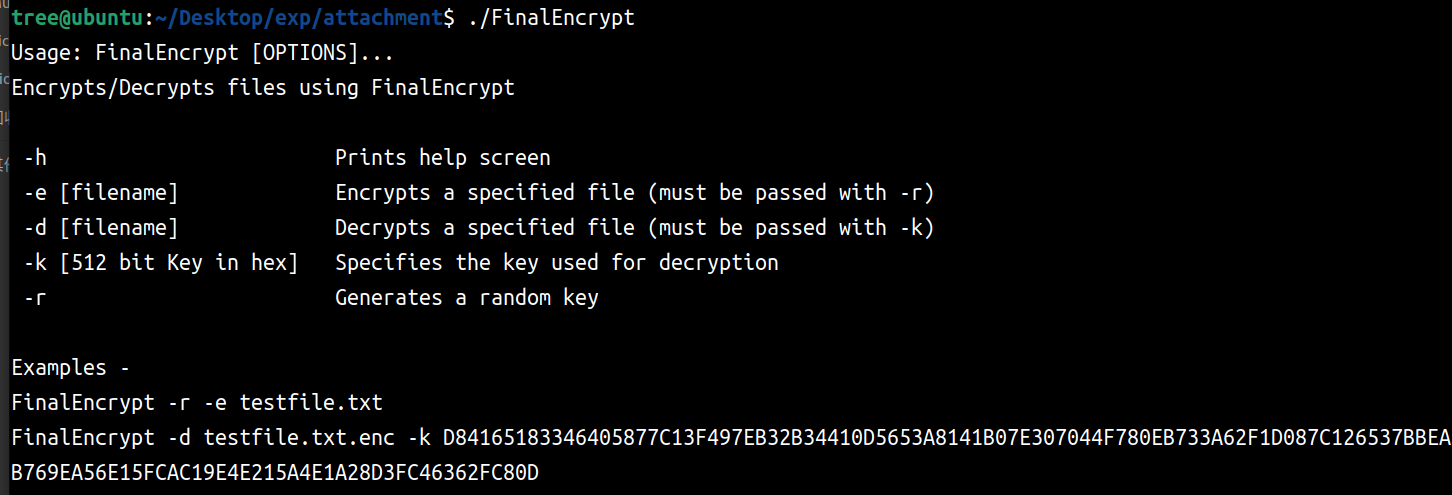 tree@ubuntu:~/Desktop/exp/attachment$ ./FinalEncrypt
Usage: FinalEncrypt [OPTIONS]...
Encrypts/Decrypts files using FinalEncrypt
-h Prints help screen
-e [filename] Encrypts a specified file (must be passed with -r)
-d [filename] Decrypts a specified file (must be passed with -k)
-k [512 bit Key in hex] Specifies the key used for decryption
-r Generates a random key
Examples -
FinalEncrypt -r -e testfile.txt
FinalEncrypt -d testfile.txt.enc -k D84165183346405877C13F497EB32B34410D5653A8141B07E307044F780EB733A62F1D087C126537BBEA
B769EA56E15FCAC19E4E215A4E1A28D3FC46362FC80D